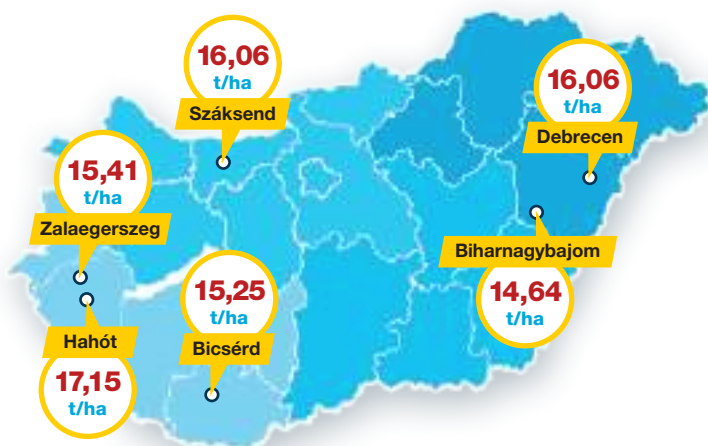 16,06
t/ha
Száksend
16,06
t/ha
Debrecen
15,41
t/ha
Zalaegerszeg
Biharnagybajom
14,64
t/ha
15,25
t/ha
Bicsérd
Hahót
17,15
t/ha